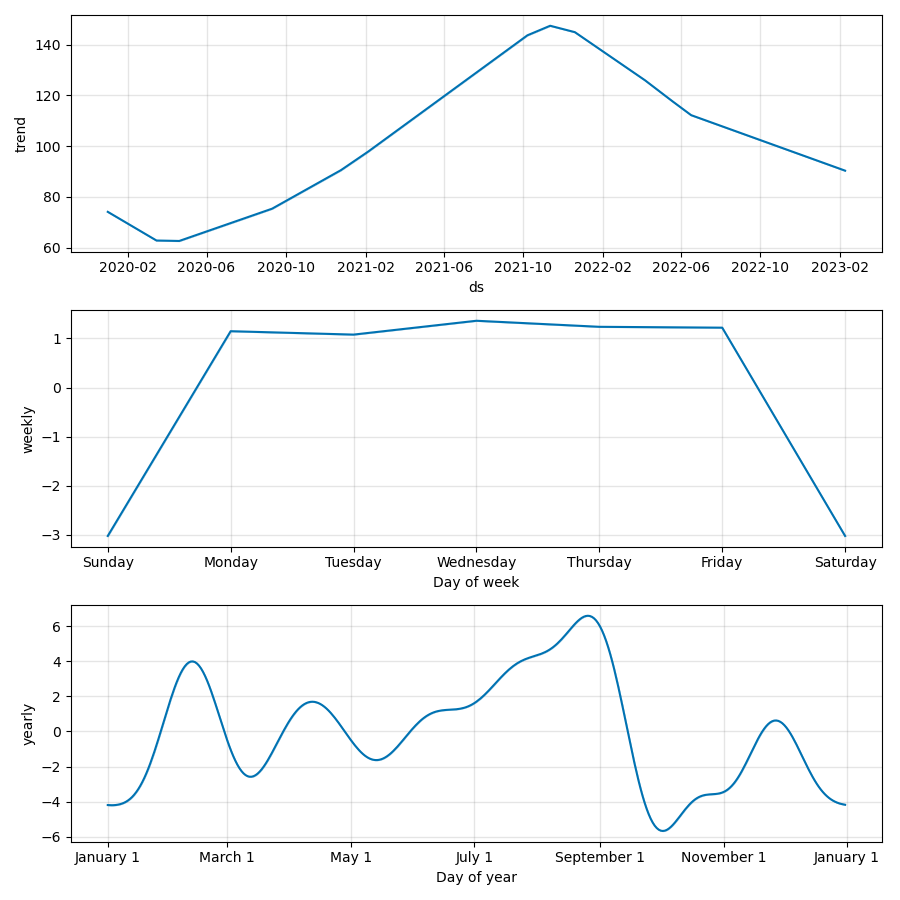 trend
140
120
100
80
60
2020-02 2020-06 2020-10 2021-02 2021-06 2021-10 2022-02 2022-06 2022-10 2023-02
ds
weekly
1
0
−1
−2
−3
Sunday Monday Tuesday Wednesday Thursday Friday Saturday
Day of week
yearly
6
4
2
0
−2
−4
−6
January 1 March 1 May 1 July 1 September 1 November 1 January 1
Day of year